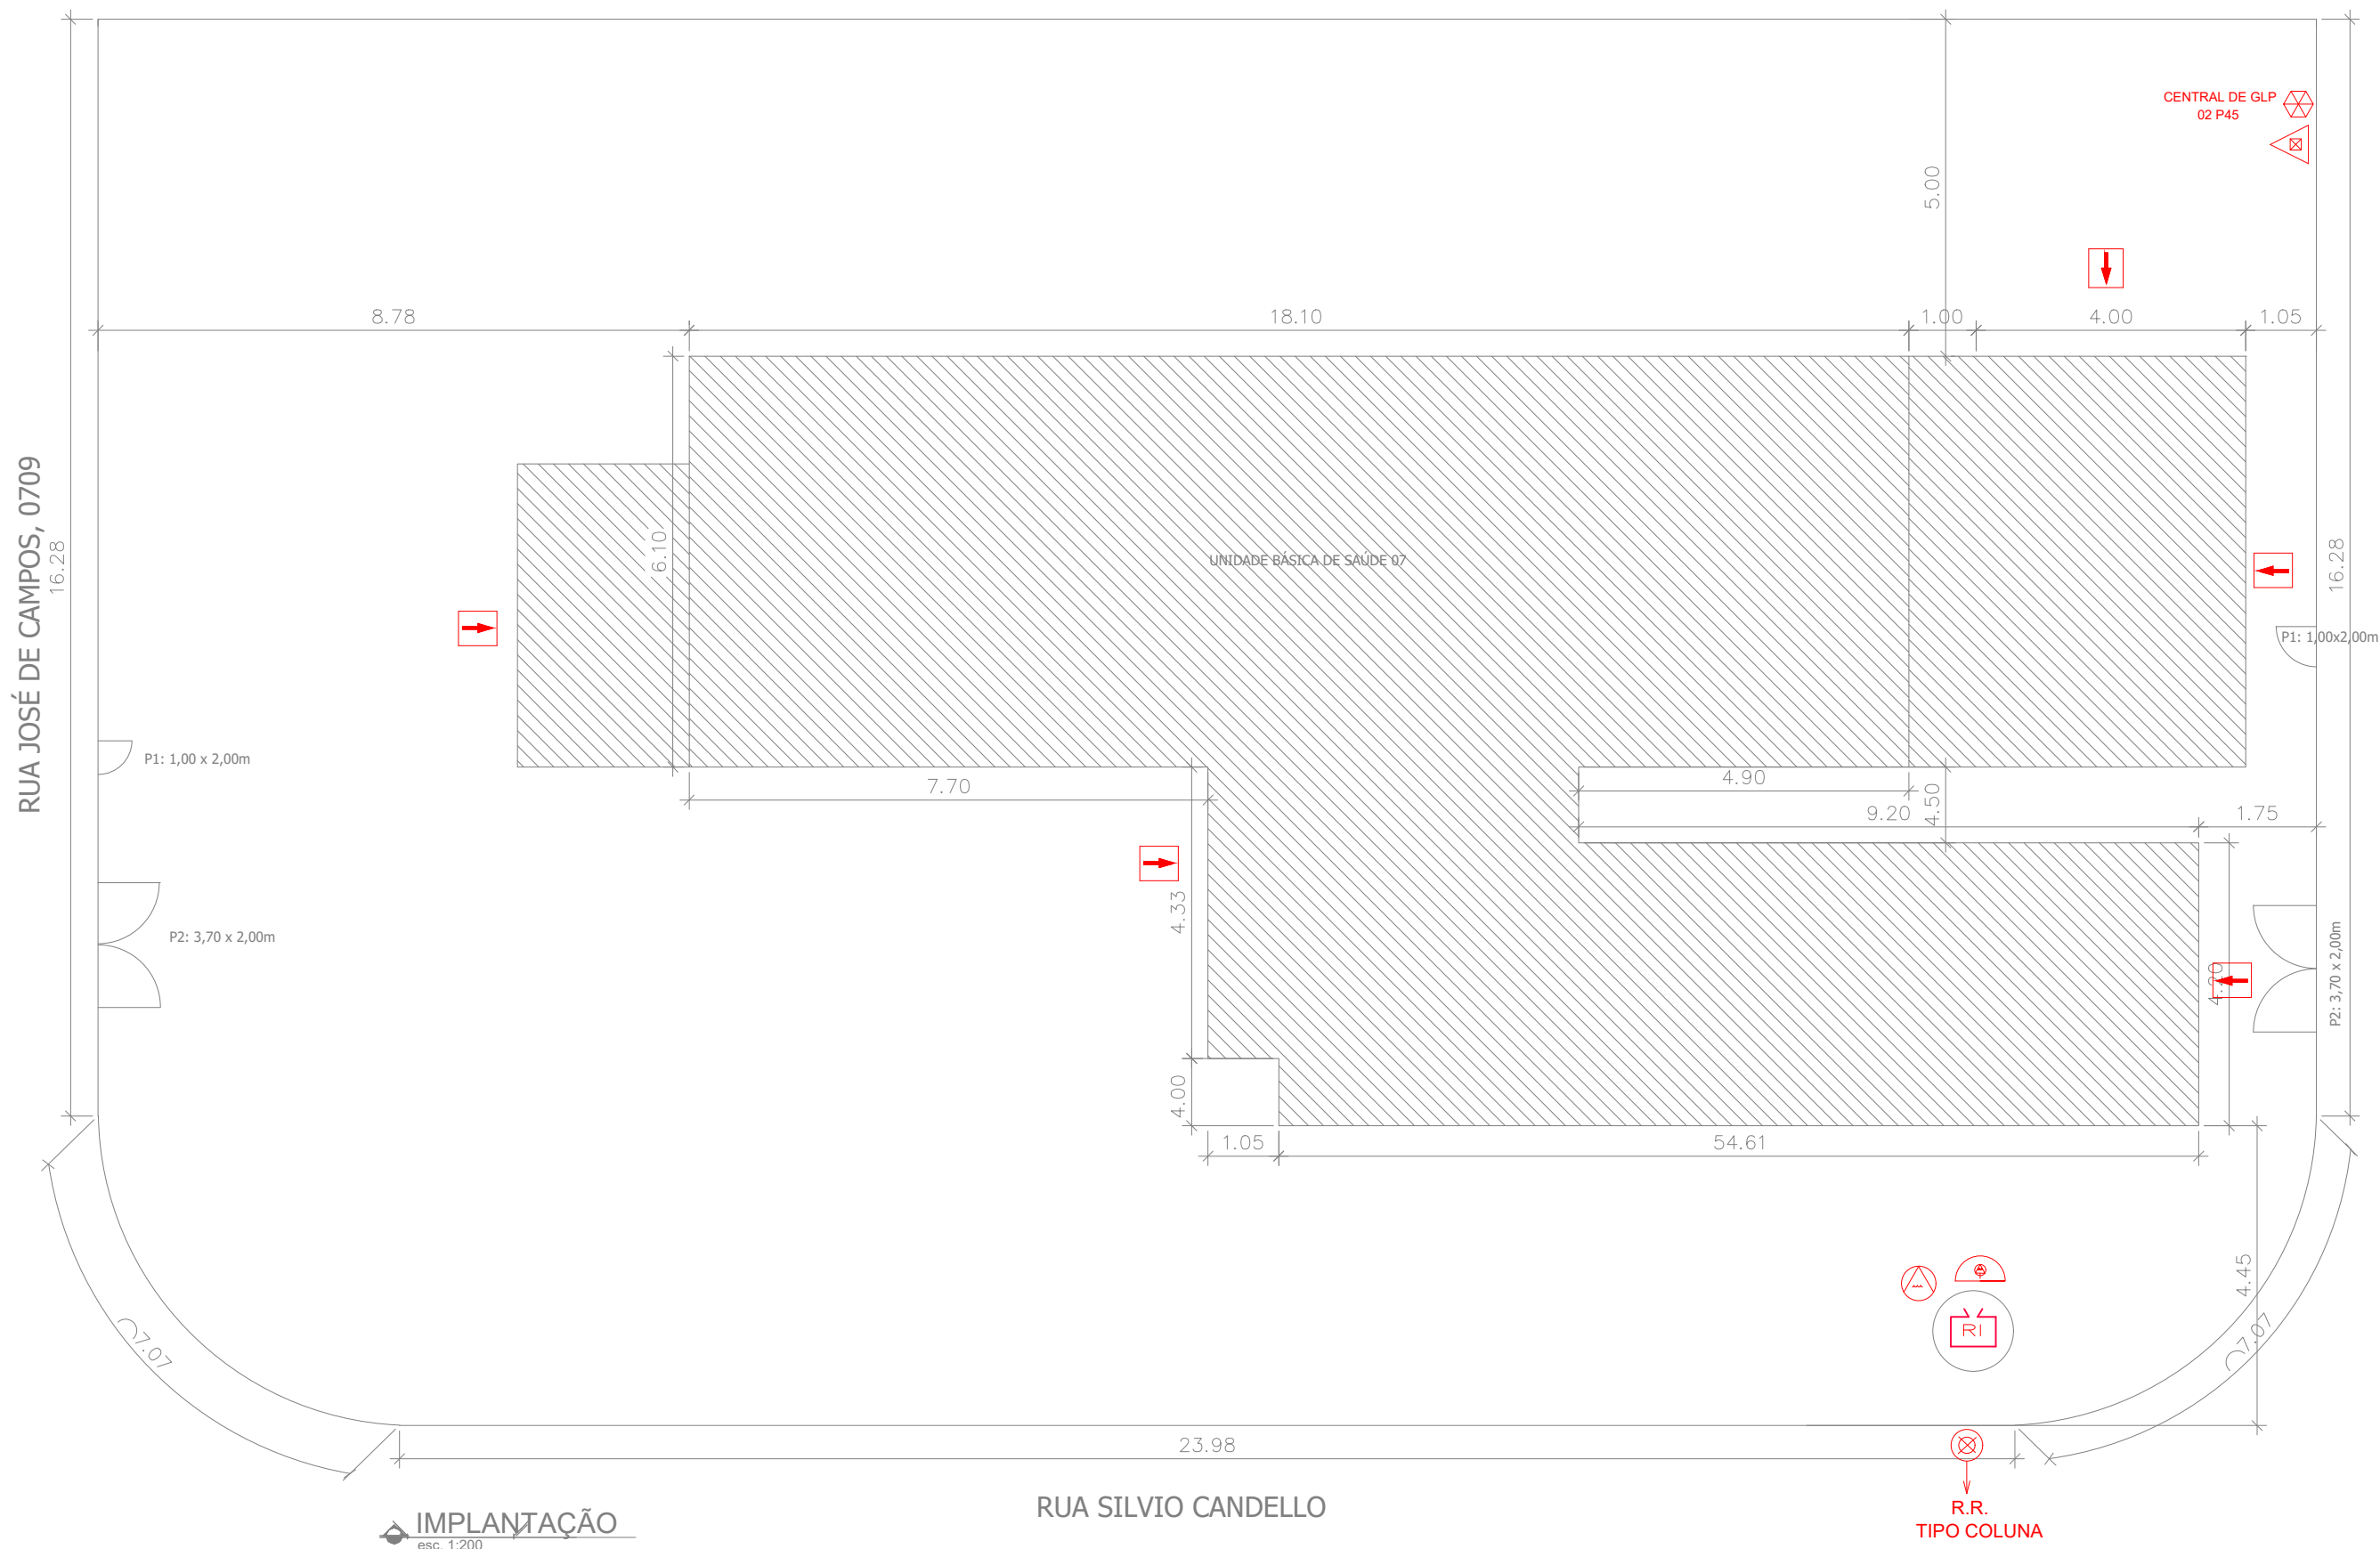 CENTRAL DE GLP
02 P45
5.00
8.78
18.10
1.00
4.00
1.05
RUA JOSÉ DE CAMPOS, 0709
16.28
6.10
UNIDADE BÁSICA DE SAÚDE 07
16.28
P1: 1,00x2,00m
P1: 1,00 x 2,00m
7.70
4.90
4.50
9.20
1.75
4.33
P2: 3,70 x 2,00m
P2: 3,70 x 2,00m
4.00
1.05
54.61
4.45
RI
7.07
7.07
23.98
RUA SILVIO CANDELLO
R.R.
TIPO COLUNA
IMPLANTAÇÃO
esc. 1:200